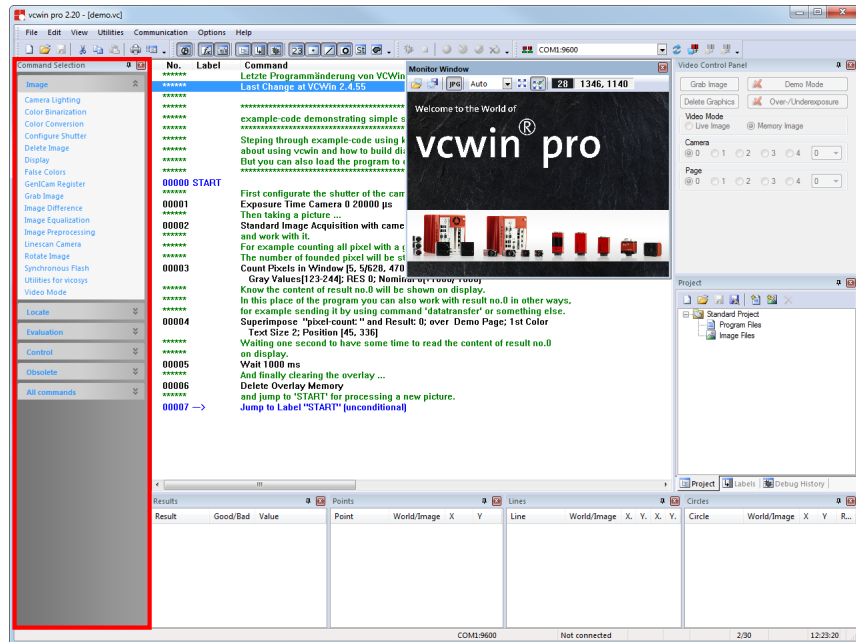 vcwin pro 2.20 - [demo.vc]
File Edit View Utilities Communication Options Help
COM1:9600
Command Selection
Image
Camera Lighting
Color Binarization
Color Conversion
Configure Shutter
Delete Image
Display
False Colors
GenICam Register
Grab Image
Image Difference
Image Equalization
Image Preprocessing
Linescan Camera
Rotate Image
Synchronous Flash
Utilities for vicosys
Video Mode
Locate
Evaluation
Control
Obsolete
All commands
No. Label Command
****** Letzte Programmänderung von VCWin
****** Last Change at VCWin 2.4.55
******
****** ****************************************
****** example-code demonstrating simple s
****** ****************************************
****** Steping through example-code using k
****** about using vcwin and how to build di
****** But you can also load the program to
****** ****************************************
00000 START
****** First configurate the shutter of the cam
00001 Exposure Time Camera 0 20000 µs
****** Then taking a picture ...
00002 Standard Image Acquisition with came
****** and work with it.
****** For example counting all pixel with a g
****** The number of founded pixel will be st
00003 Count Pixels in Window [5, 5/628, 470
Gray Values[123-244]; RES 0;
****** Know the content of result no.0 will be shown on display.
****** In this place of the program you can also work with result no.0 in other ways,
****** for example sending it by using command 'datatransfer' or something else.
00004 Superimpose "pixel-count: " and Result: 0; over Demo Page; 1st Color
Text Size 2; Position [45, 336]
****** Waiting one second to have some time to read the content of result no.0
****** on display.
00005 Wait 1000 ms
****** And finally clearing the overlay ...
00006 Delete Overlay Memory
****** and jump to 'START' for processing a new picture.
00007 --> Jump to Label "START" (unconditional)
Monitor Window
JPG Auto 28 1346, 1140
Welcome to the World of
vcwin® pro
Video Control Panel
Grab Image Demo Mode
Delete Graphics Over-/Underexposure
Video Mode
Live Image Memory Image
Camera
0 1 2 3 4 0
Page
0 1 2 3 4 0
Project
Standard Project
Program Files
Image Files
Project Labels Debug History
Results
Result Good/Bad Value
Points
Point World/Image X Y
Lines
Line World/Image X. Y. X. Y.
Circles
Circle World/Image X Y R...
COM1:9600 Not connected 2/30 12:23:20